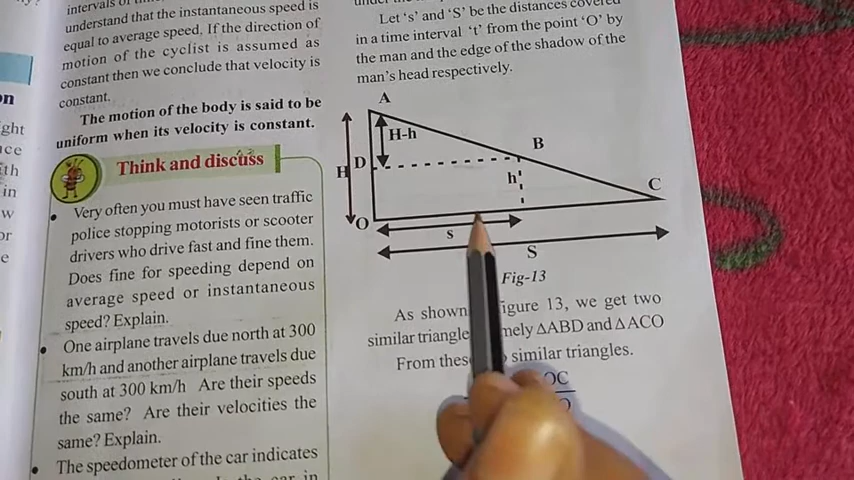 intervals of
understand that the instantaneous speed is
equal to average speed. If the direction of
motion of the cyclist is assumed as
constant then we conclude that velocity is
constant.
The motion of the body is said to be
uniform when its velocity is constant.
Think and discuss
• Very often you must have seen traffic
police stopping motorists or scooter
drivers who drive fast and fine them.
Does fine for speeding depend on
average speed or instantaneous
speed? Explain.
• One airplane travels due north at 300
km/h and another airplane travels due
south at 300 km/h Are their speeds
the same? Are their velocities the
same? Explain.
• The speedometer of the car indicates
in
Let 's' and 'S' be the distances covered
in a time interval 't' from the point 'O' by
the man and the edge of the shadow of the
man's head respectively.
A
H-h
B
D
H
h
C
O
s
S
Fig-13
As shown igure 13, we get two
similar triangle mely ΔABD and ΔACO
From these similar triangles.
OC